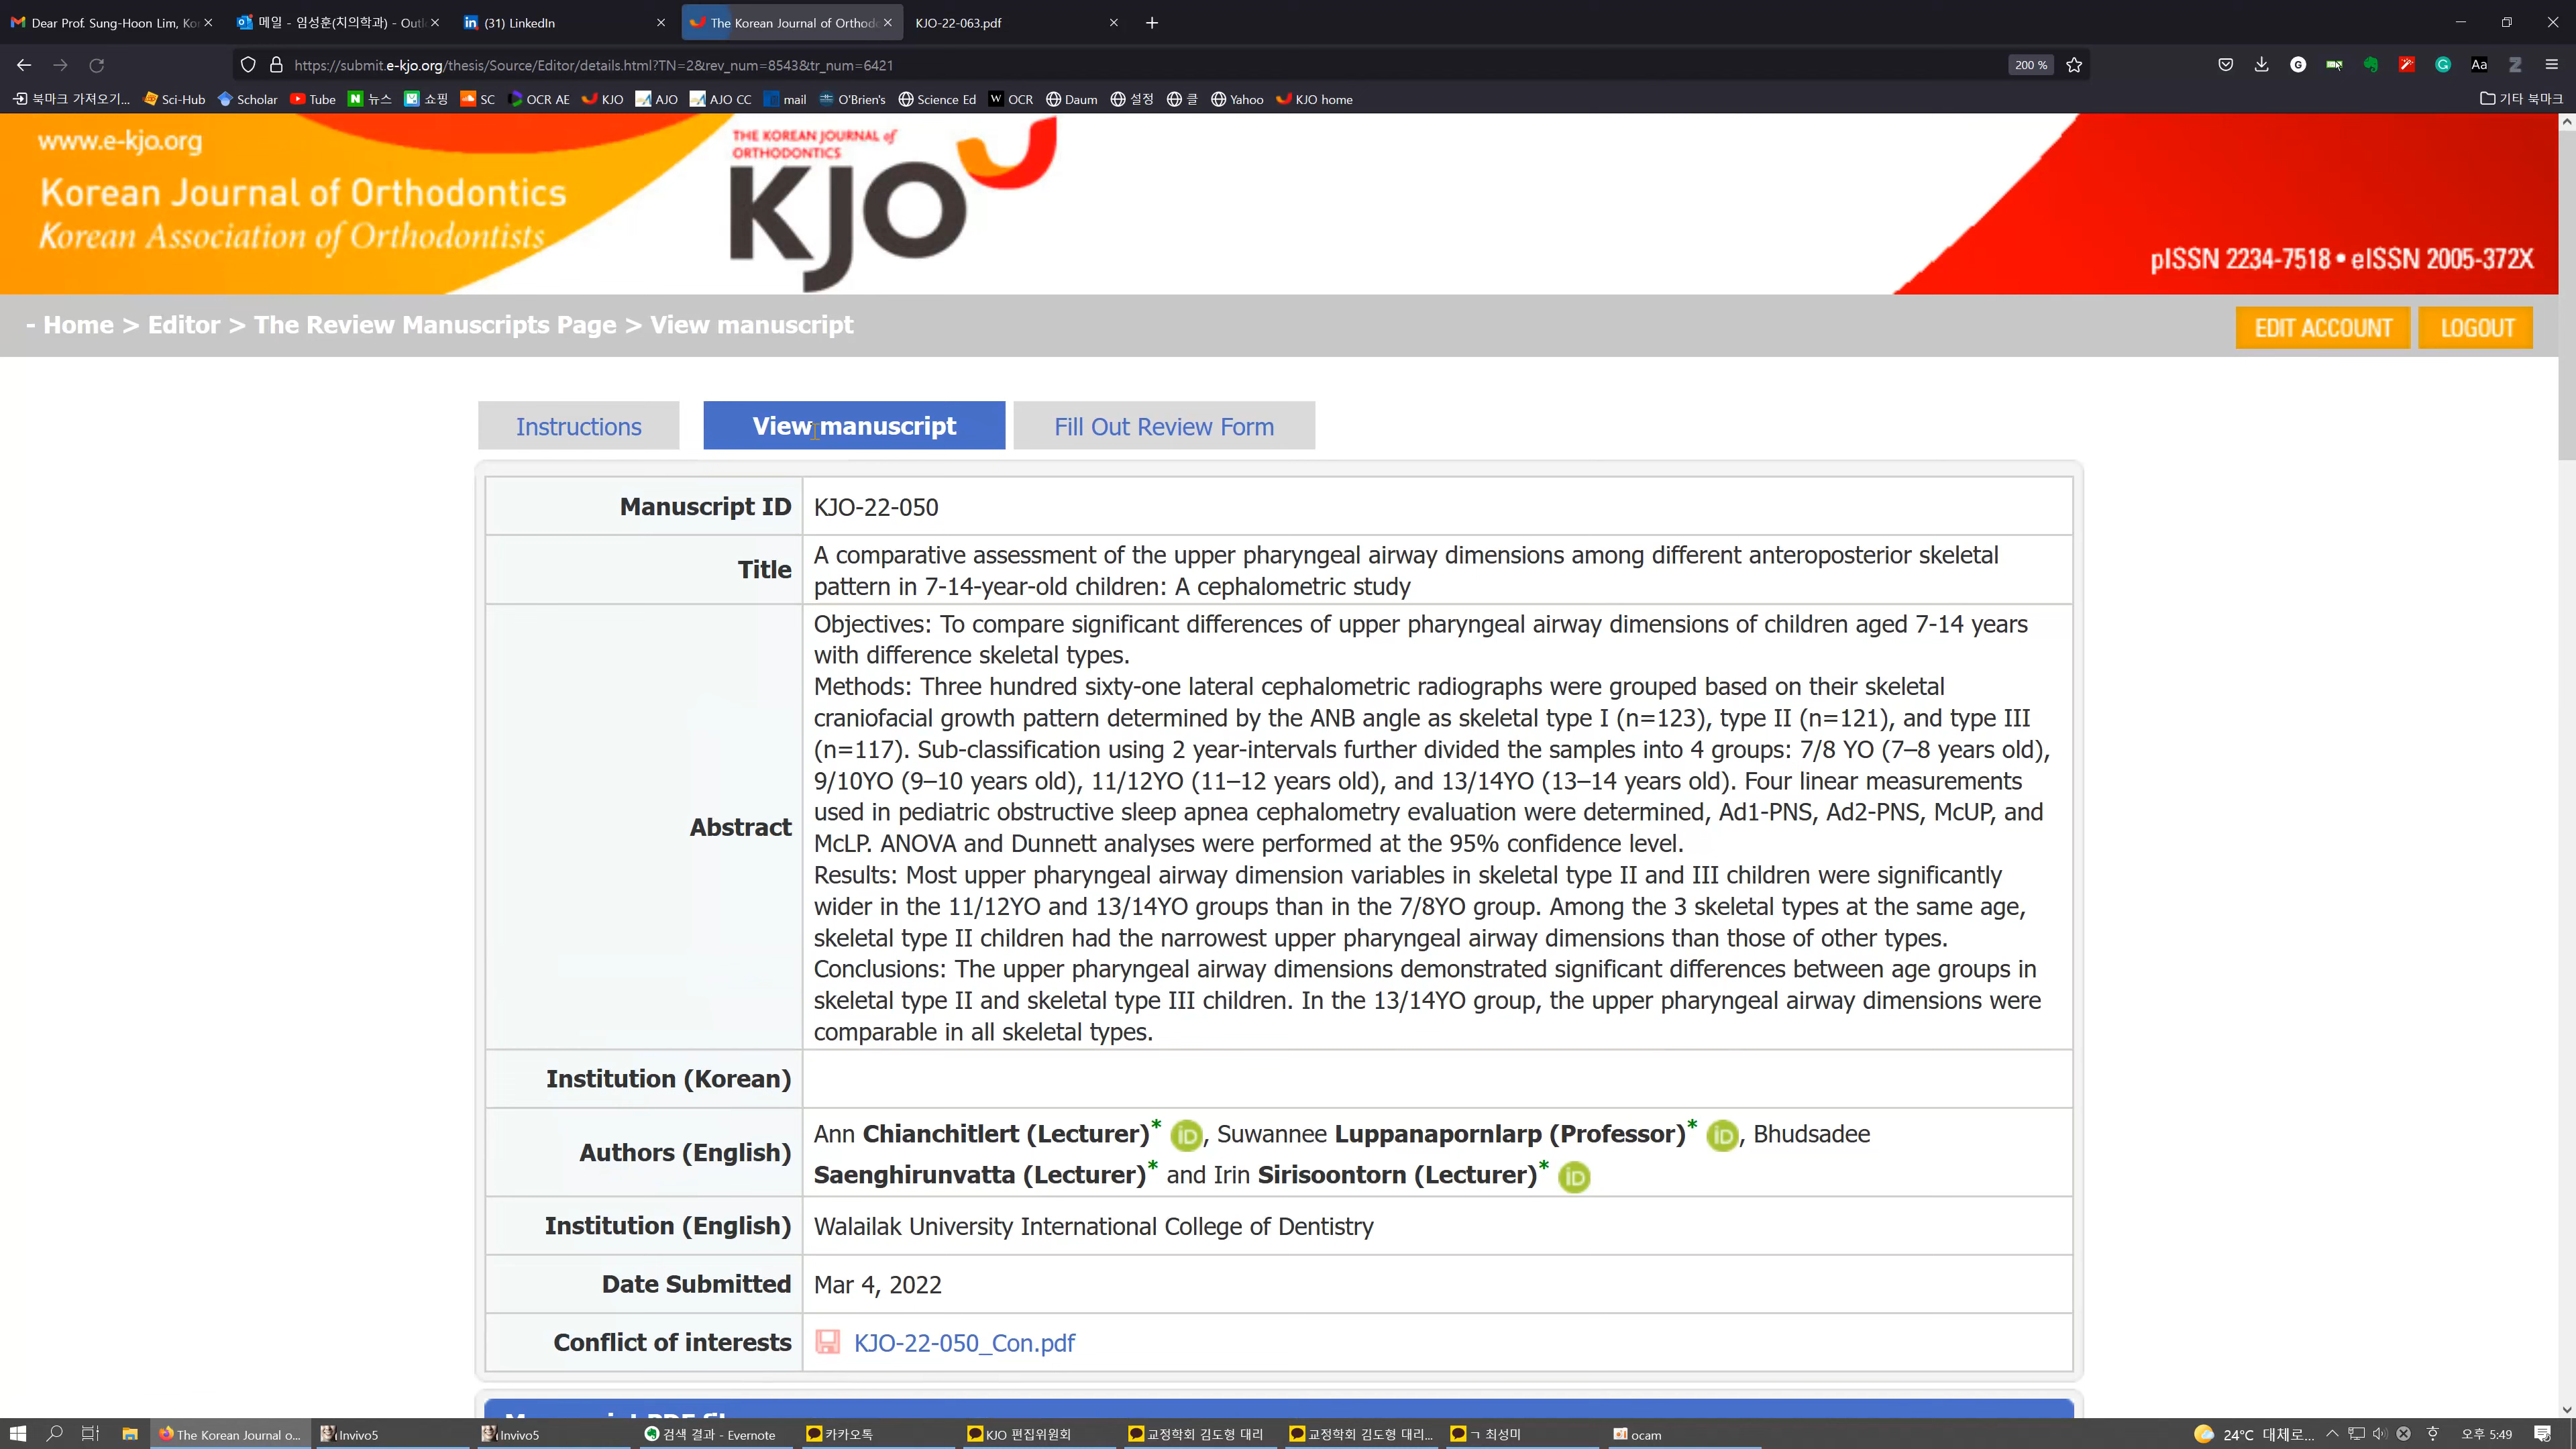 Dear Prof. Sung-Hoon Lim, Ko
메일 - 임성훈(치의학과) - Out
(31) LinkedIn
The Korean Journal of Orthod
KJO-22-063.pdf
https://submit.e-kjo.org/thesis/Source/Editor/details.html?TN=2&rev_num=8543&tr_num=6421
200 %
북마크 가져오기...
Sci-Hub
Scholar
Tube
뉴스
쇼핑
SC
OCR AE
KJO
AJO
AJO CC
mail
O'Brien's
Science Ed
OCR
Daum
설정
클
Yahoo
KJO home
기타 북마크
www.e-kjo.org
Korean Journal of Orthodontics
Korean Association of Orthodontists
THE KOREAN JOURNAL of
ORTHODONTICS
KJO
pISSN 2234-7518 • eISSN 2005-372X
- Home > Editor > The Review Manuscripts Page > View manuscript
EDIT ACCOUNT
LOGOUT
Instructions
View manuscript
Fill Out Review Form
Manuscript ID
KJO-22-050
Title
A comparative assessment of the upper pharyngeal airway dimensions among different anteroposterior skeletal
pattern in 7-14-year-old children: A cephalometric study
Abstract
Objectives: To compare significant differences of upper pharyngeal airway dimensions of children aged 7-14 years
with difference skeletal types.
Methods: Three hundred sixty-one lateral cephalometric radiographs were grouped based on their skeletal
craniofacial growth pattern determined by the ANB angle as skeletal type I (n=123), type II (n=121), and type III
(n=117). Sub-classification using 2 year-intervals further divided the samples into 4 groups: 7/8 YO (7–8 years old),
9/10YO (9–10 years old), 11/12YO (11–12 years old), and 13/14YO (13–14 years old). Four linear measurements
used in pediatric obstructive sleep apnea cephalometry evaluation were determined, Ad1-PNS, Ad2-PNS, McUP, and
McLP. ANOVA and Dunnett analyses were performed at the 95% confidence level.
Results: Most upper pharyngeal airway dimension variables in skeletal type II and III children were significantly
wider in the 11/12YO and 13/14YO groups than in the 7/8YO group. Among the 3 skeletal types at the same age,
skeletal type II children had the narrowest upper pharyngeal airway dimensions than those of other types.
Conclusions: The upper pharyngeal airway dimensions demonstrated significant differences between age groups in
skeletal type II and skeletal type III children. In the 13/14YO group, the upper pharyngeal airway dimensions were
comparable in all skeletal types.
Institution (Korean)
Authors (English)
Ann Chianchitlert (Lecturer)* iD, Suwannee Luppanapornlarp (Professor)* iD, Bhudsadee
Saenghirunvatta (Lecturer)* and Irin Sirisoontorn (Lecturer)* iD
Institution (English)
Walailak University International College of Dentistry
Date Submitted
Mar 4, 2022
Conflict of interests
KJO-22-050_Con.pdf
The Korean Journal o...
Invivo5
Invivo5
검색 결과 - Evernote
카카오톡
KJO 편집위원회
교정학회 김도형 대리
교정학회 김도형 대리...
ㄱ 최성미
ocam
24°C 대체로...
오후 5:49